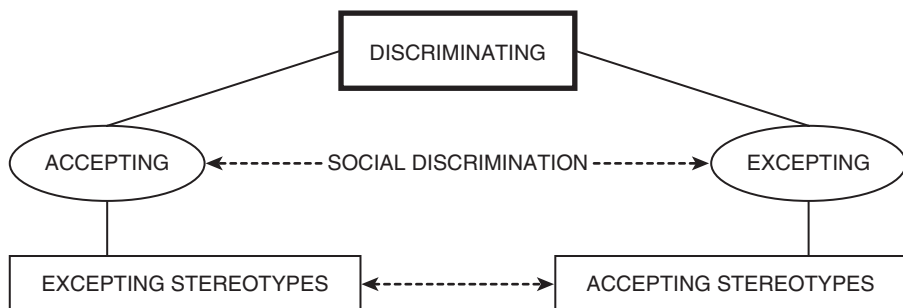 DISCRIMINATING
ACCEPTING
SOCIAL DISCRIMINATION
EXCEPTING
EXCEPTING STEREOTYPES
ACCEPTING STEREOTYPES